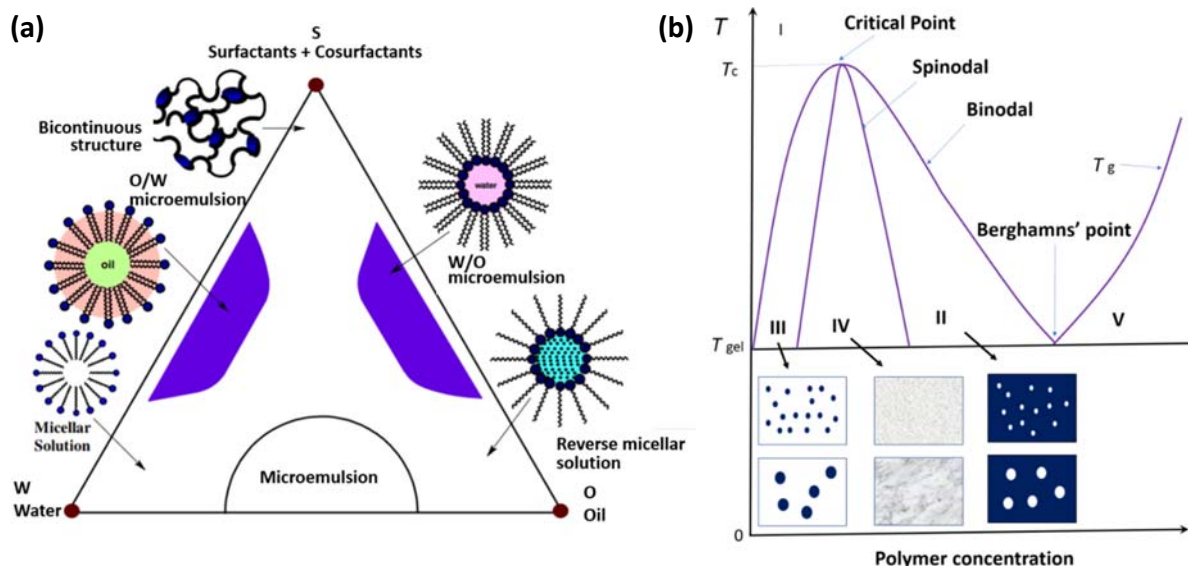 (a)
S
Surfactants + Cosurfactants
Bicontinuous
structure
O/W
microemulsion
oil
water
W/O
microemulsion
Micellar
Solution
Reverse micellar
solution
Microemulsion
W
Water
O
Oil
(b)
T
I
Critical Point
Tc
Spinodal
Binodal
Tg
Berghamns' point
III
IV
II
V
Tgel
0
Polymer concentration